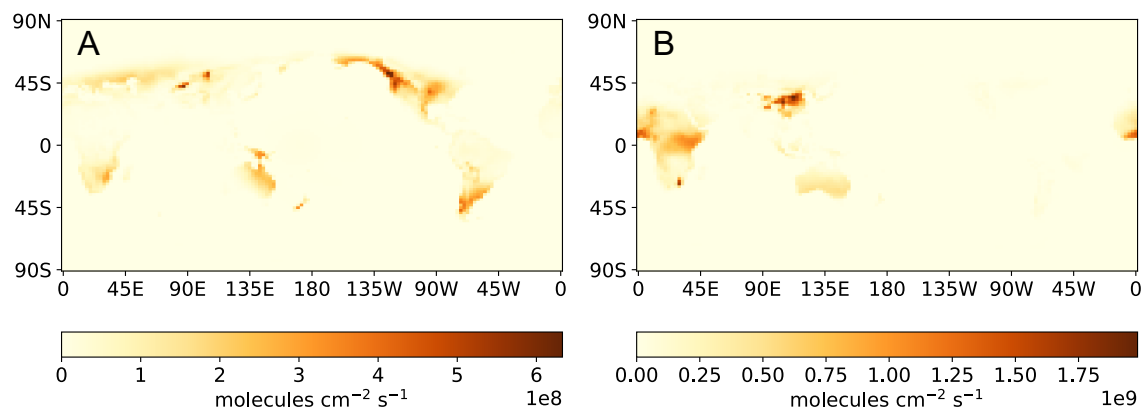 A
90N
45S
0
45S
90S
0 45E 90E 135E 180 135W 90W 45W 0
0 1 2 3 4 5 6
1e8
molecules cm⁻² s⁻¹
B
90N
45S
0
45S
90S
0 45E 90E 135E 180 135W 90W 45W 0
0.00 0.25 0.50 0.75 1.00 1.25 1.50 1.75
1e9
molecules cm⁻² s⁻¹